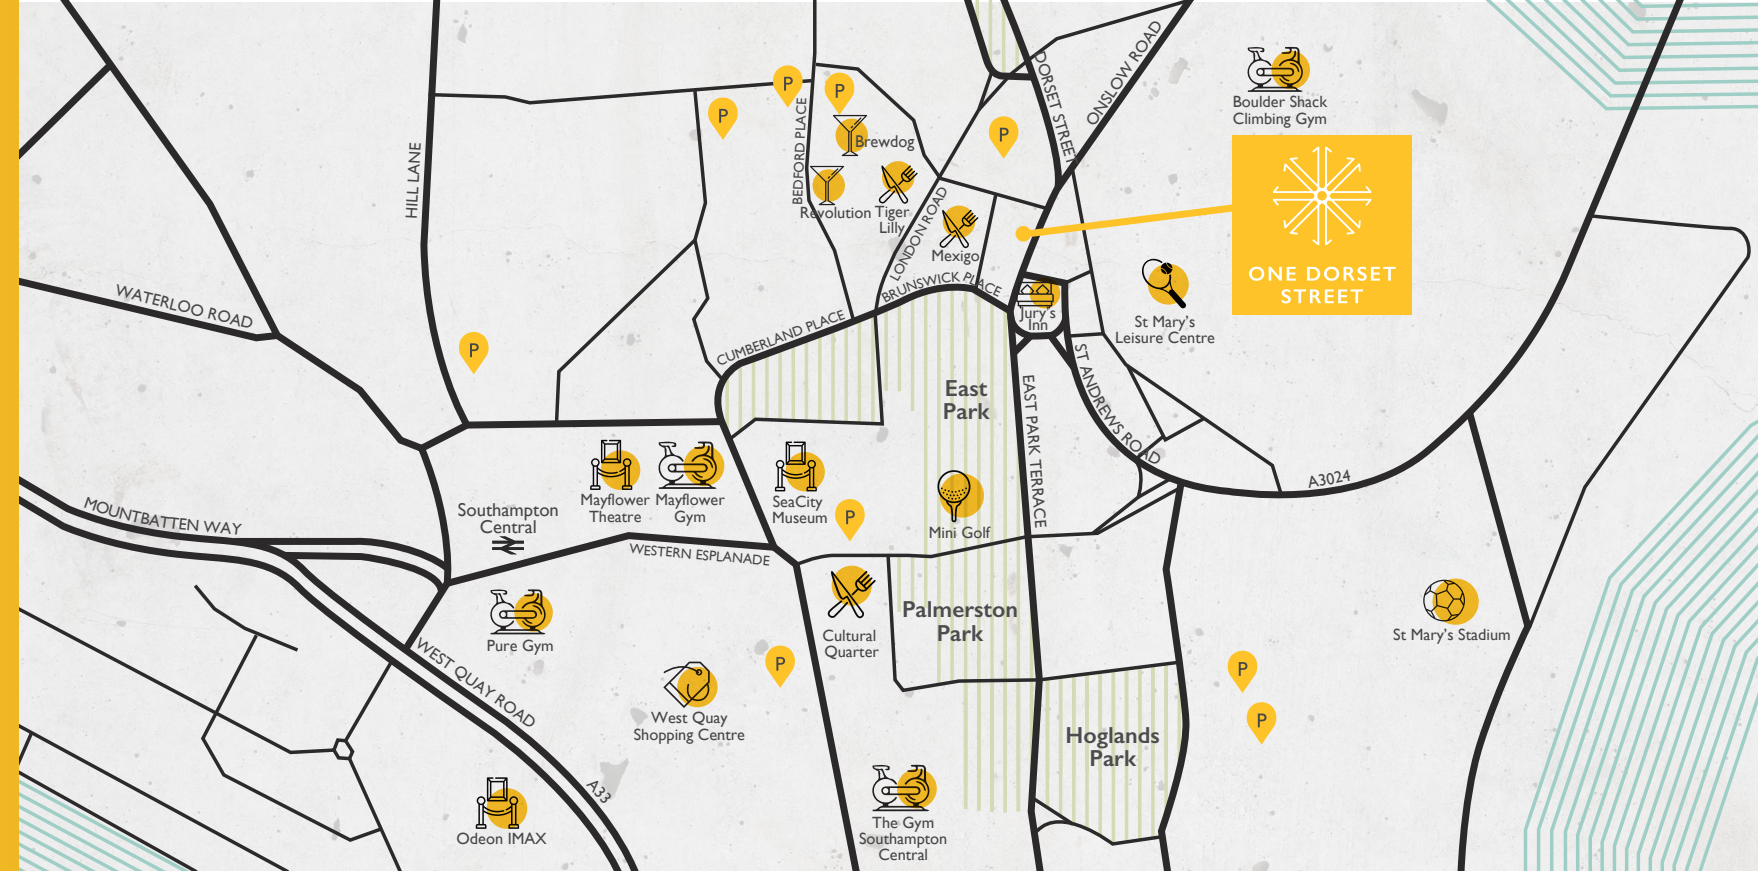 P
P
P
P
P
P
P
P
P
HILL LANE
BEDFORD PLACE
DORSET STREET
ONSLOW ROAD
Boulder Shack
Climbing Gym
Brewdog
Revolution
Tiger
Lilly
LONDON ROAD
Mexigo
BRUNSWICK PLACE
ONE DORSET
STREET
WATERLOO ROAD
CUMBERLAND PLACE
Jury's
Inn
St Mary's
Leisure Centre
East
Park
EAST PARK TERRACE
ST ANDREWS ROAD
A3024
MOUNTBATTEN WAY
Southampton
Central
Mayflower
Theatre
Mayflower
Gym
SeaCity
Museum
Mini Golf
WESTERN ESPLANADE
Pure Gym
Cultural
Quarter
Palmerston
Park
St Mary's Stadium
WEST QUAY ROAD
West Quay
Shopping Centre
Hoglands
Park
A33
Odeon IMAX
The Gym
Southampton
Central